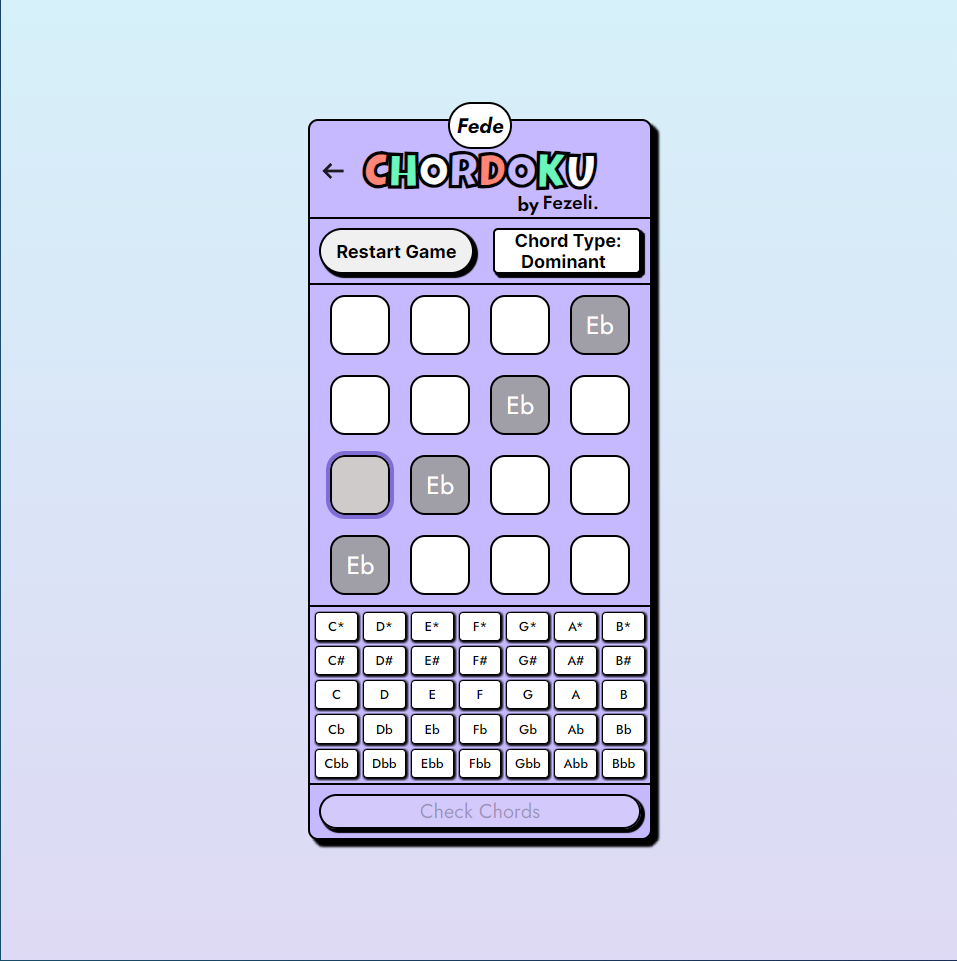 Fede
CHORDOKU
by Fezeli.
Restart Game
Chord Type:
Dominant
Eb
Eb
Eb
Eb
C* D* E* F* G* A* B*
C# D# E# F# G# A# B#
C D E F G A B
Cb Db Eb Fb Gb Ab Bb
Cbb Dbb Ebb Fbb Gbb Abb Bbb
Check Chords